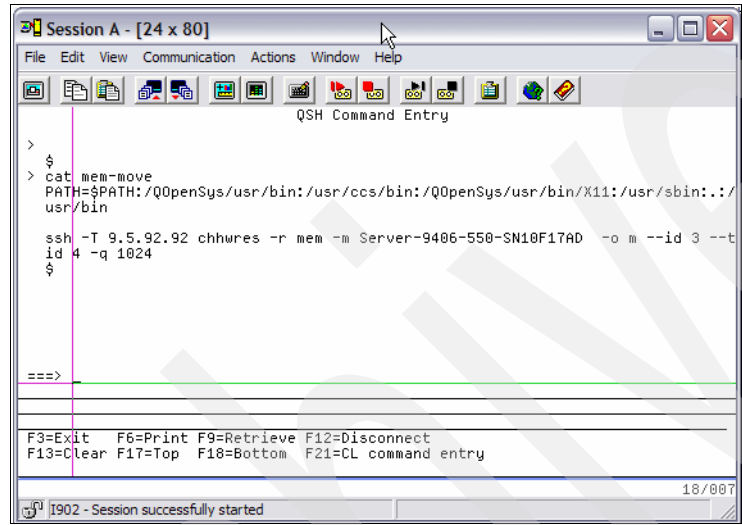 Session A - [24 x 80]
File Edit View Communication Actions Window Help
QSH Command Entry
>
$
> cat mem-move
PATH=$PATH:/QOpenSys/usr/bin:/usr/ccs/bin:/QOpenSys/usr/bin/X11:/usr/sbin:.:/
usr/bin
ssh -T 9.5.92.92 chhwres -r mem -m Server-9406-550-SN10F17AD  -o m --id 3 --t
id 4 -q 1024
$
===> _
F3=Exit F6=Print F9=Retrieve F12=Disconnect
F13=Clear F17=Top F18=Bottom F21=CL command entry
18/007
I902 - Session successfully started